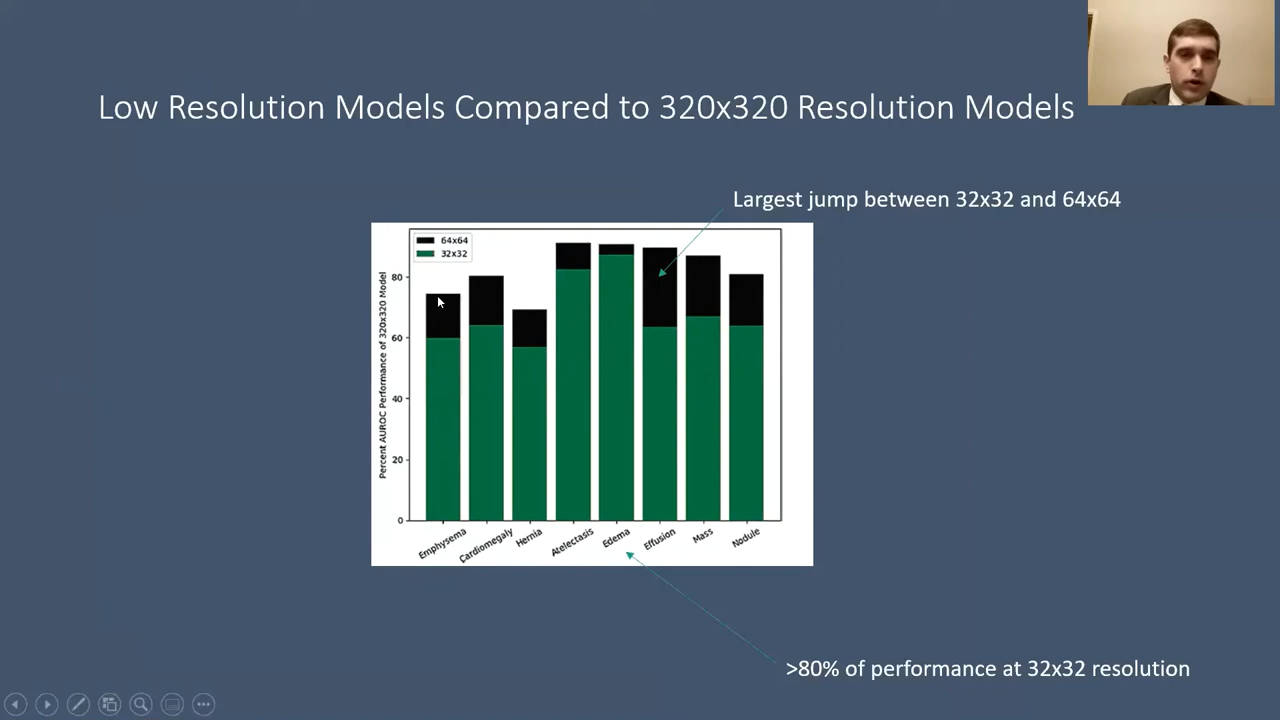 Low Resolution Models Compared to 320x320 Resolution Models
Largest jump between 32x32 and 64x64
64x64
32x32
Percent AUROC Performance of 320x320 Model
80
60
40
20
0
Emphysema
Cardiomegaly
Hernia
Atelectasis
Edema
Effusion
Mass
Nodule
>80% of performance at 32x32 resolution